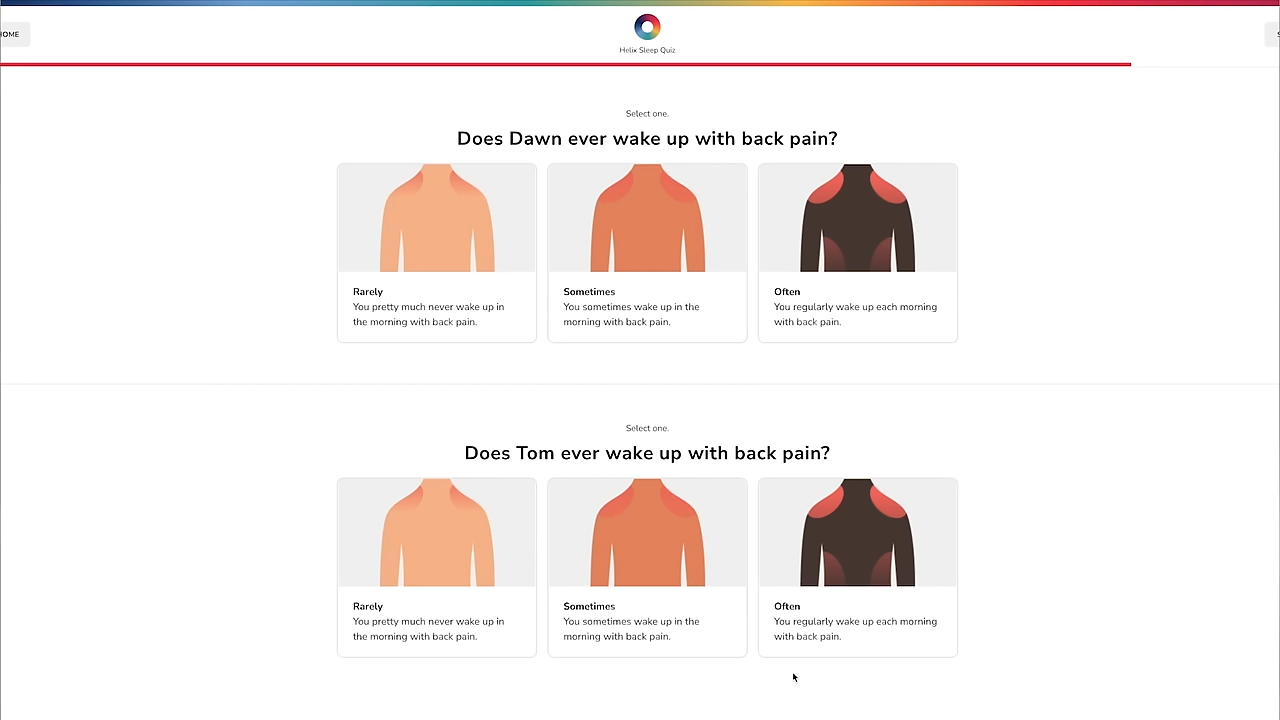 HOME
Helix Sleep Quiz
Select one.
Does Dawn ever wake up with back pain?
Rarely
You pretty much never wake up in
the morning with back pain.
Sometimes
You sometimes wake up in the
morning with back pain.
Often
You regularly wake up each morning
with back pain.
Select one.
Does Tom ever wake up with back pain?
Rarely
You pretty much never wake up in
the morning with back pain.
Sometimes
You sometimes wake up in the
morning with back pain.
Often
You regularly wake up each morning
with back pain.